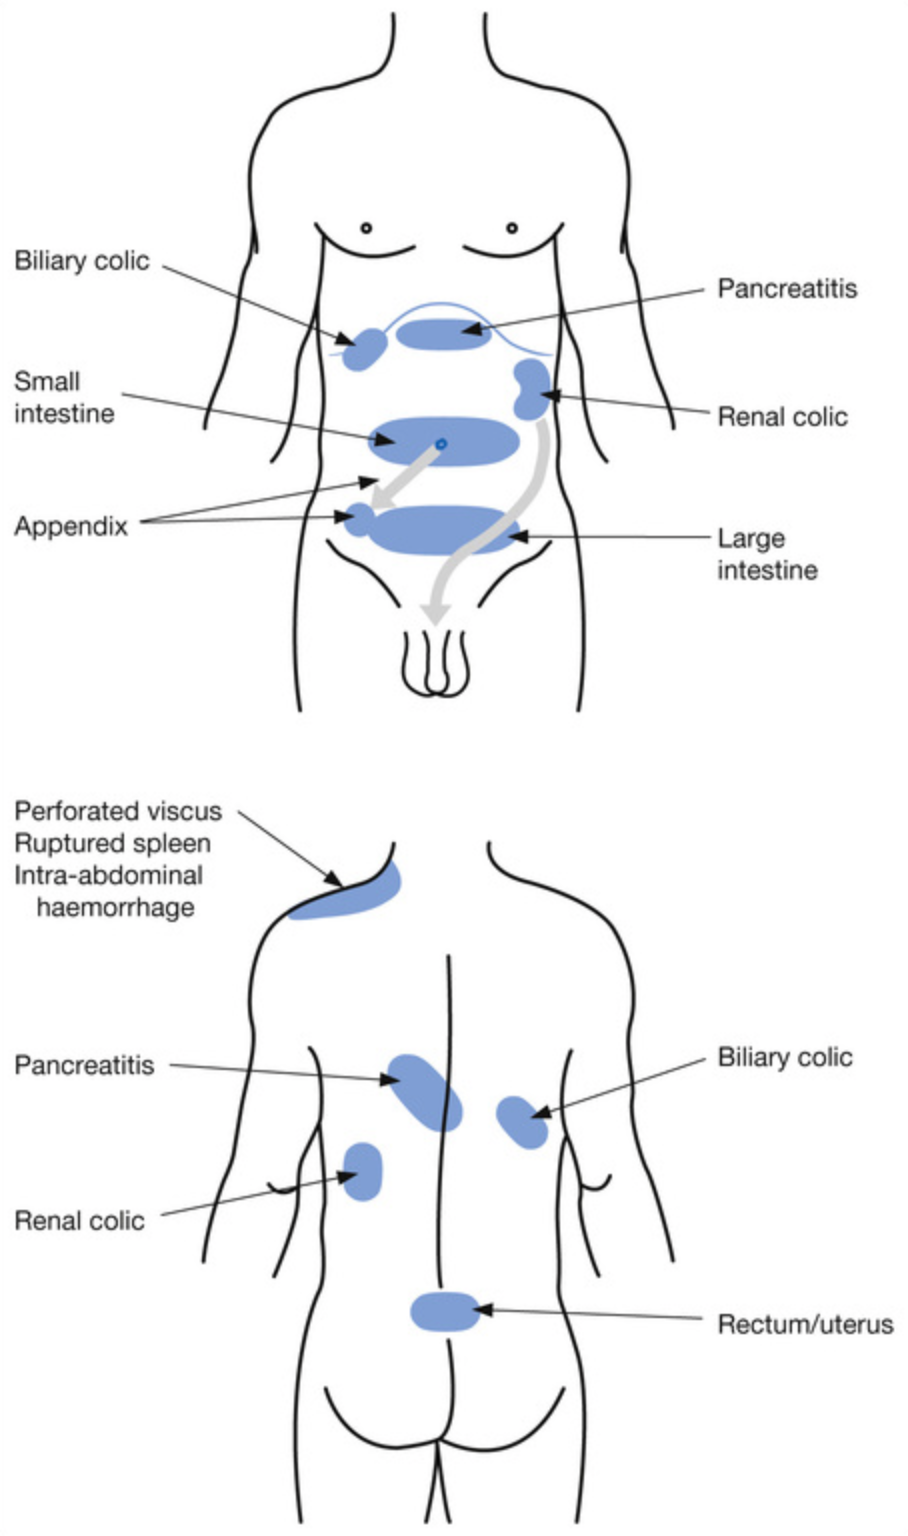 Biliary colic
Pancreatitis
Small
intestine
Renal colic
Appendix
Large
intestine
Perforated viscus
Ruptured spleen
Intra-abdominal
haemorrhage
Pancreatitis
Biliary colic
Renal colic
Rectum/uterus